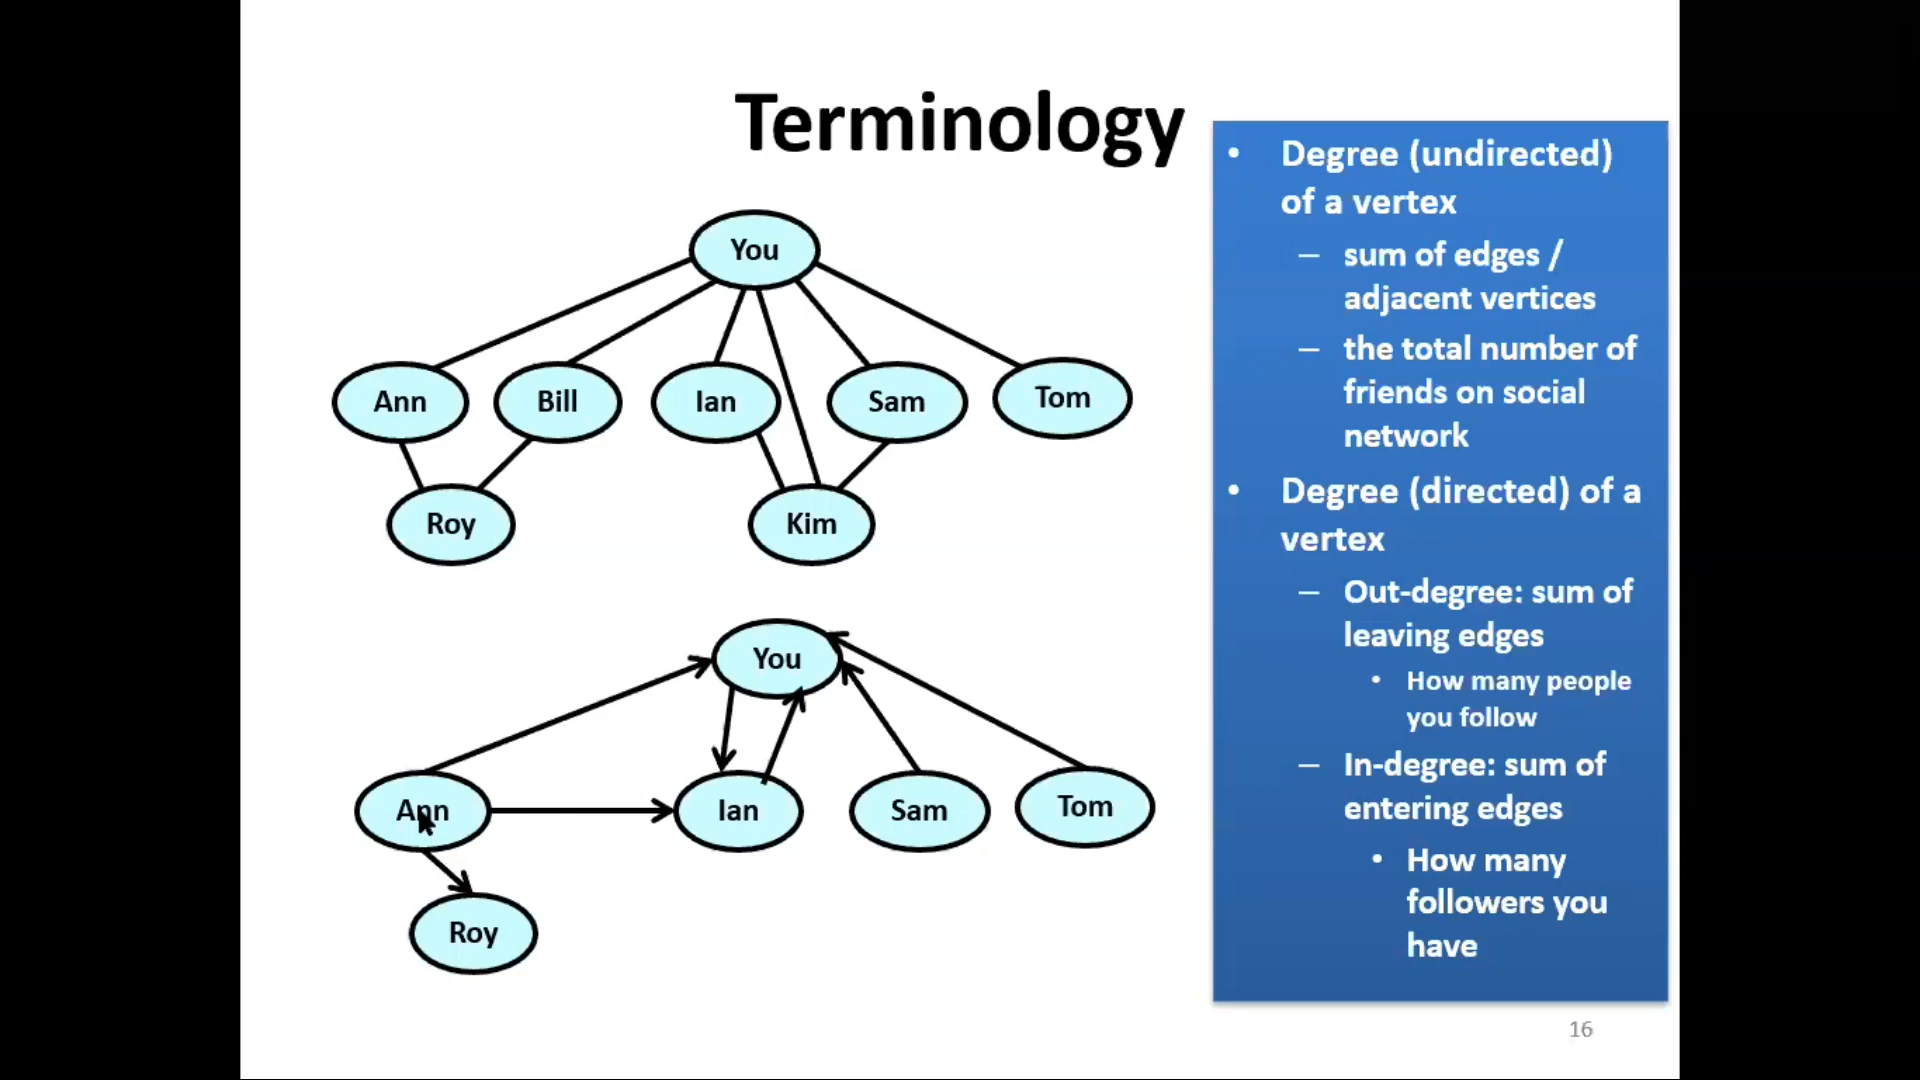 Terminology
You
Ann
Bill
Ian
Sam
Tom
Roy
Kim
You
Ann
Ian
Sam
Tom
Roy
• Degree (undirected)
of a vertex
– sum of edges /
adjacent vertices
– the total number of
friends on social
network
• Degree (directed) of a
vertex
– Out-degree: sum of
leaving edges
• How many people
you follow
– In-degree: sum of
entering edges
• How many
followers you
have
16